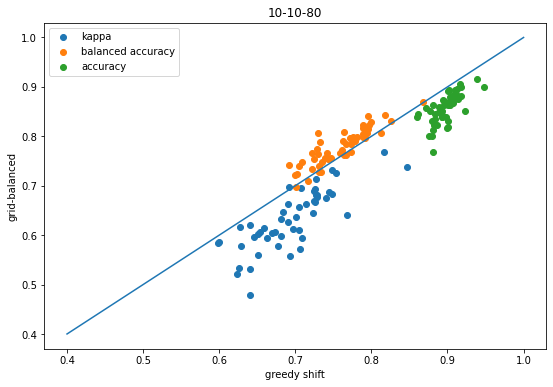 10-10-80
kappa
balanced accuracy
accuracy
1.0
0.9
0.8
0.7
0.6
0.5
0.4
grid-balanced
0.4 0.5 0.6 0.7 0.8 0.9 1.0
greedy shift